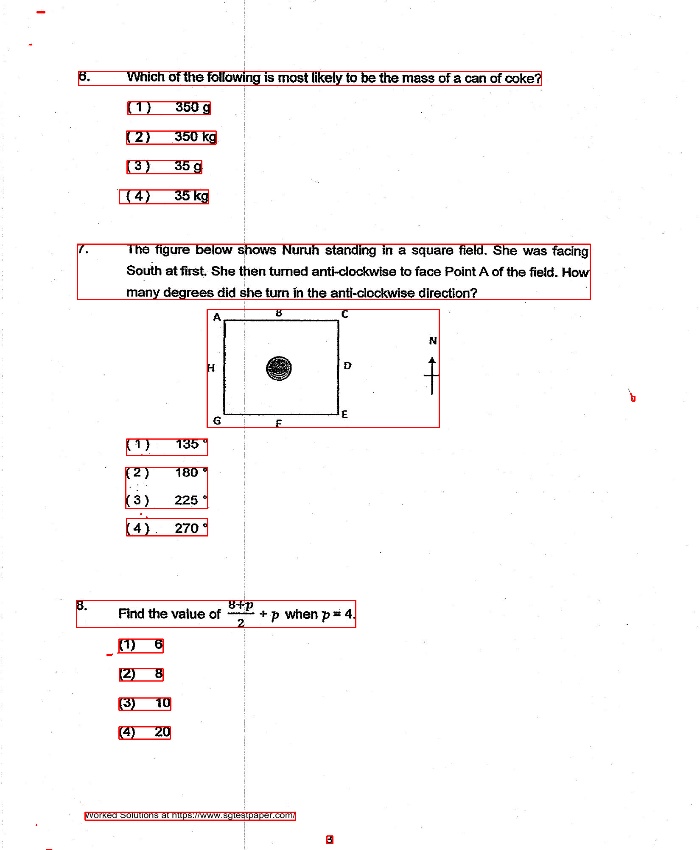 6. Which of the following is most likely to be the mass of a can of coke?
(1) 350 g
(2) 350 kg
(3) 35 g
(4) 35 kg
7. The figure below shows Nuruh standing in a square field. She was facing
South at first. She then turned anti-clockwise to face Point A of the field. How
many degrees did she turn in the anti-clockwise direction?
A B C
N
H D
G F E
(1) 135°
(2) 180°
(3) 225°
(4) 270°
8. Find the value of \frac{8+p}{2} + p when p = 4.
(1) 6
(2) 8
(3) 10
(4) 20
Worked Solutions at https://www.sgtestpaper.com/
3